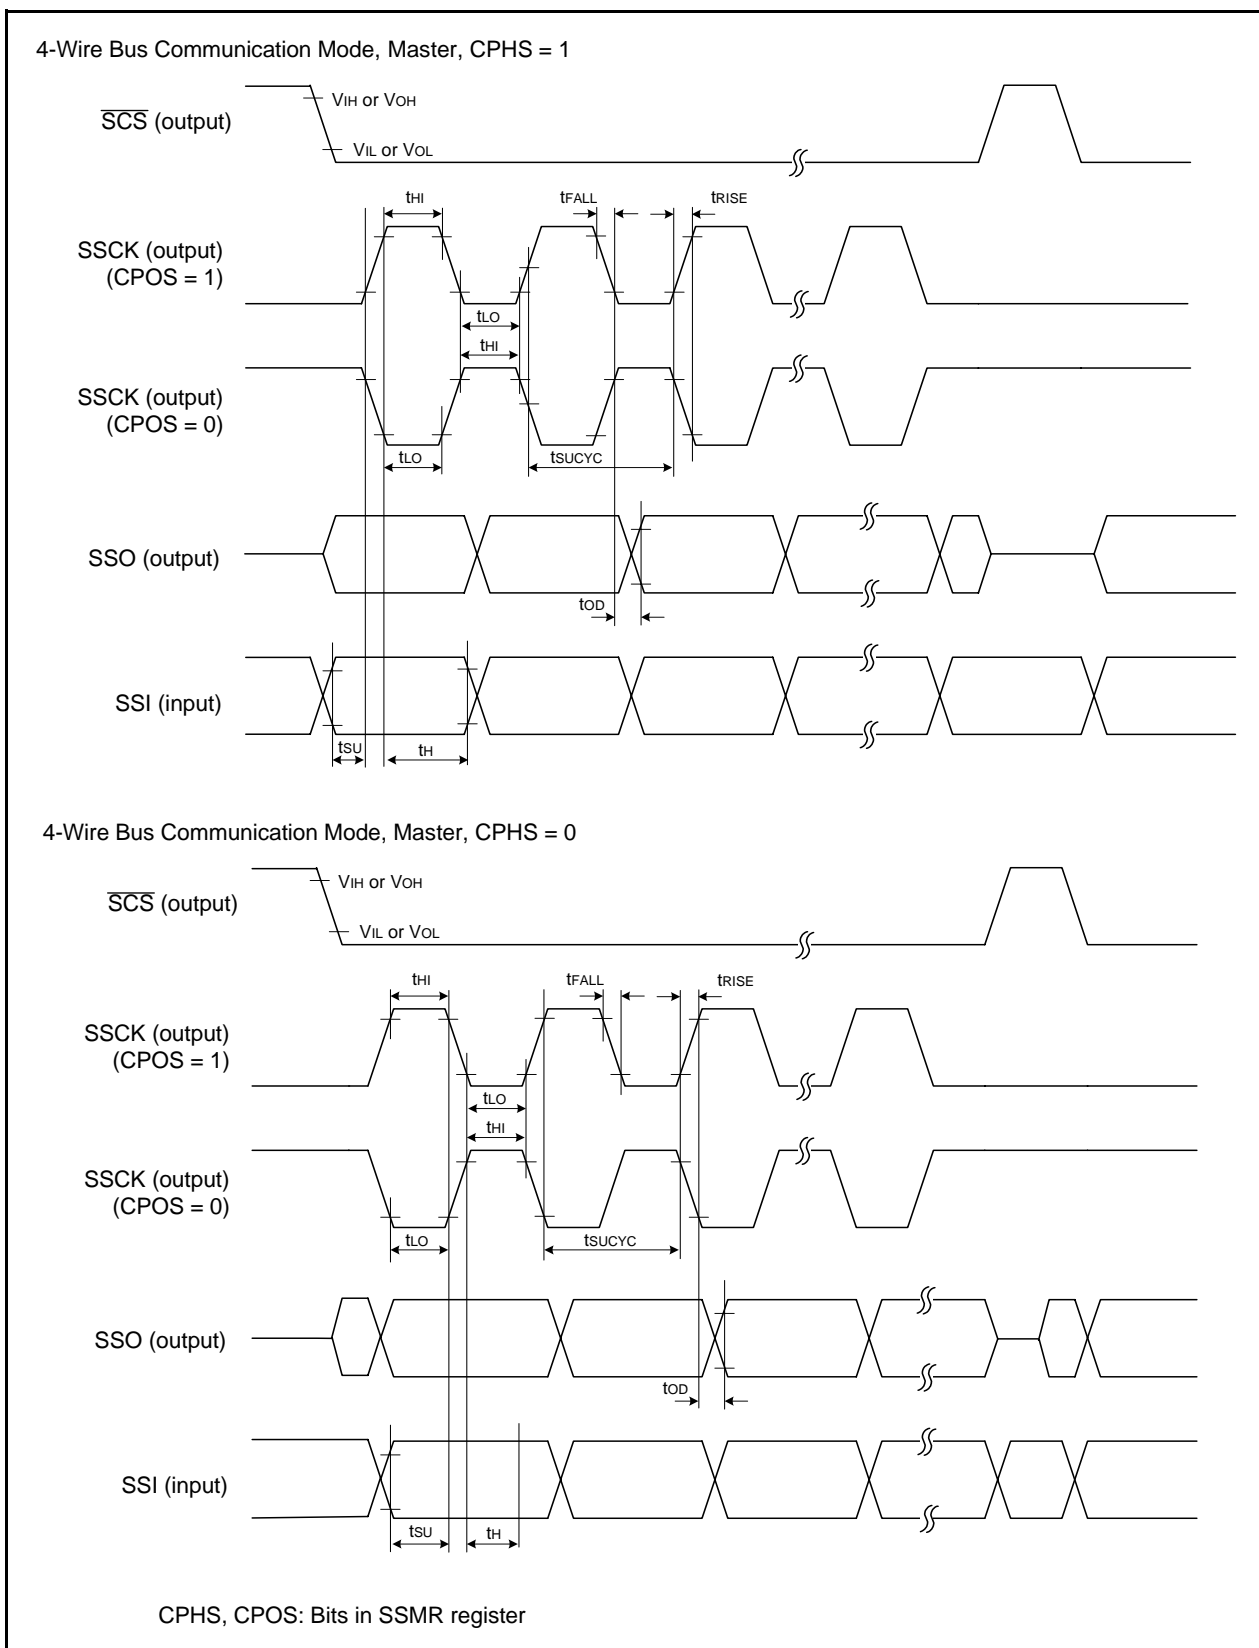 4-Wire Bus Communication Mode, Master, CPHS = 1
SCS (output)
VIH or VOH
VIL or VOL
tHI
tFALL
tRISE
SSCK (output)
(CPOS = 1)
tLO
tHI
SSCK (output)
(CPOS = 0)
tLO
tSUCYC
SSO (output)
tOD
SSI (input)
tSU
tH
4-Wire Bus Communication Mode, Master, CPHS = 0
SCS (output)
VIH or VOH
VIL or VOL
tHI
tFALL
tRISE
SSCK (output)
(CPOS = 1)
tLO
tHI
SSCK (output)
(CPOS = 0)
tLO
tSUCYC
SSO (output)
tOD
SSI (input)
tSU
tH
CPHS, CPOS: Bits in SSMR register